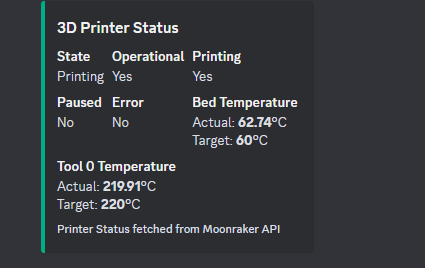 3D Printer Status
State Operational Printing
Printing Yes Yes
Paused Error Bed Temperature
No No Actual: 62.74°C
Target: 60°C
Tool 0 Temperature
Actual: 219.91°C
Target: 220°C
Printer Status fetched from Moonraker API